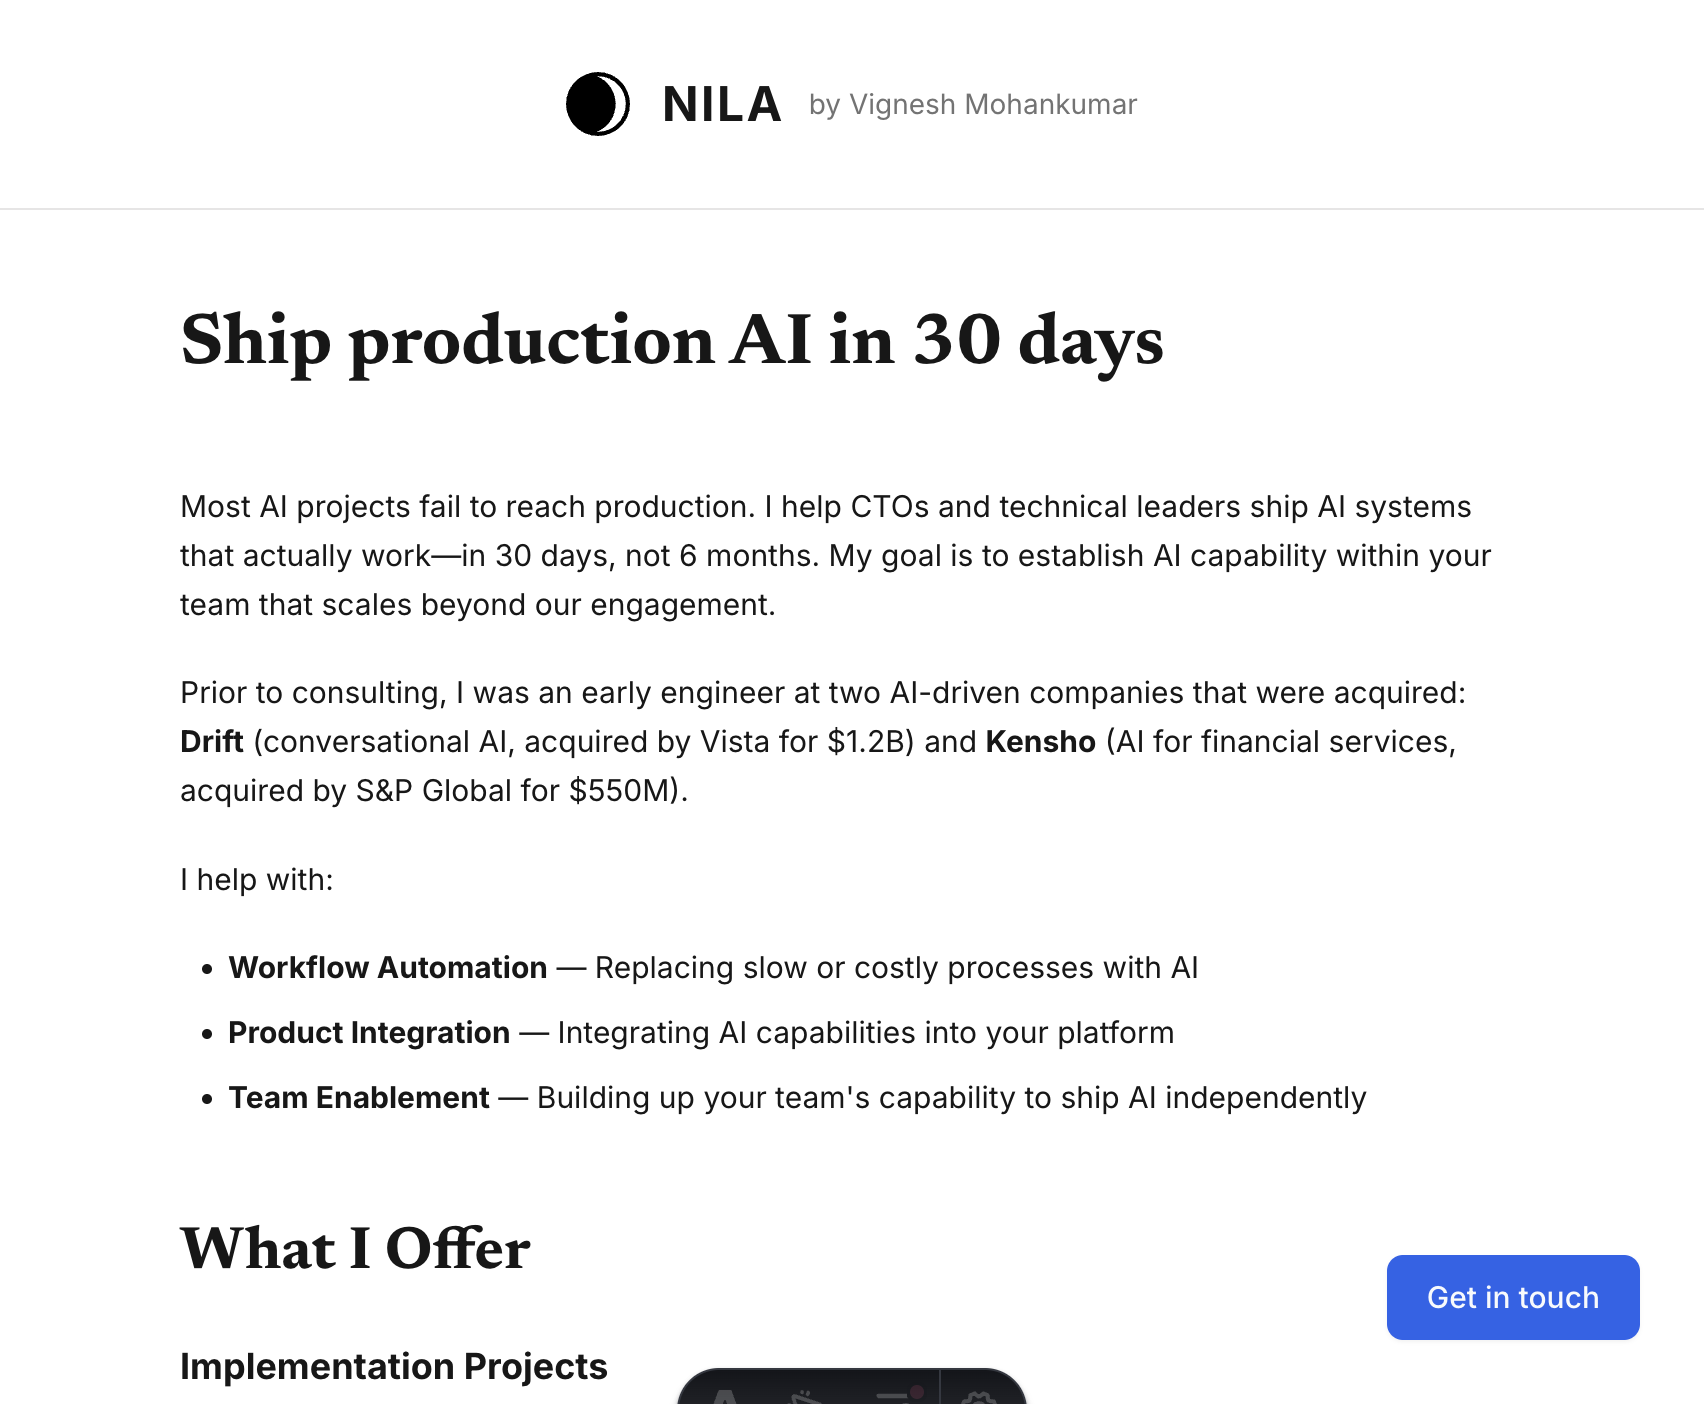 NILA by Vignesh Mohankumar
Ship production AI in 30 days
Most AI projects fail to reach production. I help CTOs and technical leaders ship AI systems
that actually work—in 30 days, not 6 months. My goal is to establish AI capability within your
team that scales beyond our engagement.
Prior to consulting, I was an early engineer at two AI-driven companies that were acquired:
Drift (conversational AI, acquired by Vista for $1.2B) and Kensho (AI for financial services,
acquired by S&P Global for $550M).
I help with:
• Workflow Automation — Replacing slow or costly processes with AI
• Product Integration — Integrating AI capabilities into your platform
• Team Enablement — Building up your team's capability to ship AI independently
What I Offer
Get in touch
Implementation Projects